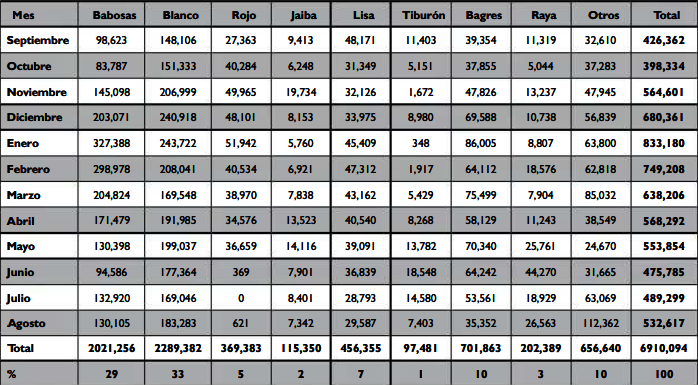 Mes Babosas Blanco Rojo Jaiba Lisa Tiburón Bagres Raya Otros Total
Septiembre 98,623 148,106 27,363 9,413 48,171 11,403 39,354 11,319 32,610 426,362
Octubre 83,787 151,333 40,284 6,248 31,349 5,151 37,855 5,044 37,283 398,334
Noviembre 145,098 206,999 49,965 19,734 32,126 1,672 47,826 13,237 47,945 564,601
Diciembre 203,071 240,918 48,101 8,153 33,975 8,980 69,588 10,738 56,839 680,361
Enero 327,388 243,722 51,942 5,760 45,409 348 86,005 8,807 63,800 833,180
Febrero 298,978 208,041 40,534 6,921 47,312 1,917 64,112 18,576 62,818 749,208
Marzo 204,824 169,548 38,970 7,838 43,162 5,429 75,499 7,904 85,032 638,206
Abril 171,479 191,985 34,576 13,523 40,540 8,268 58,129 11,243 38,549 568,292
Mayo 130,398 199,037 36,659 14,116 39,091 13,782 70,340 25,761 24,670 553,854
Junio 94,586 177,364 369 7,901 36,839 18,548 64,242 44,270 31,665 475,785
Julio 132,920 169,046 0 8,401 28,793 14,580 53,561 18,929 63,069 489,299
Agosto 130,105 183,283 621 7,342 29,587 7,403 35,352 26,563 112,362 532,617
Total 2021,256 2289,382 369,383 115,350 456,355 97,481 701,863 202,389 656,640 6910,094
% 29 33 5 2 7 1 10 3 10 100